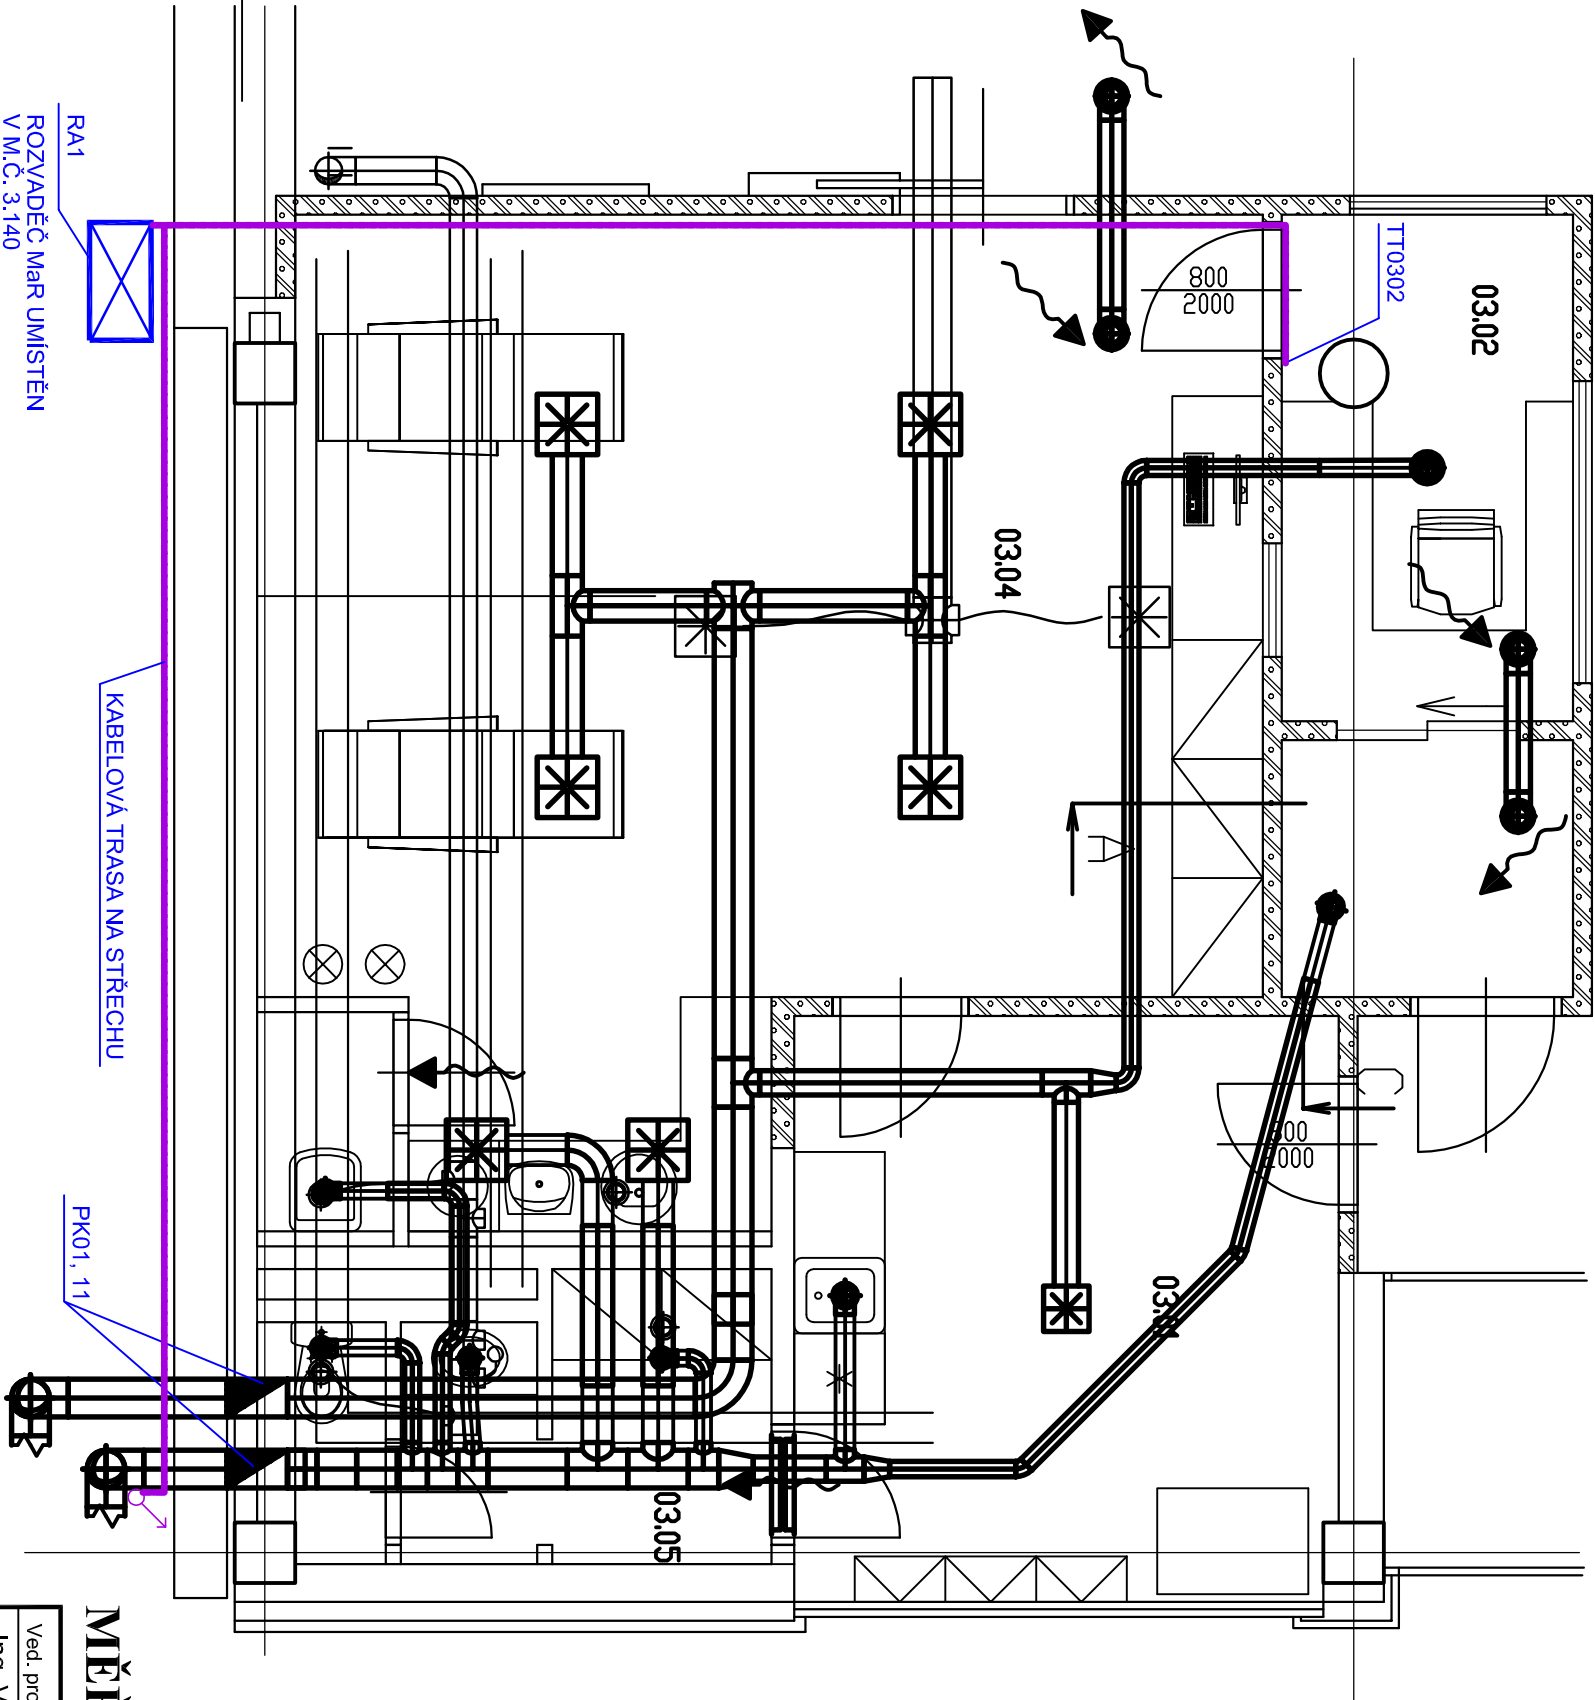 RA1
ROZVADĚČ MaR UMÍSTĚN
V M.Č. 3.140
TT0302
03.02
800
2000
03.04
KABELOVÁ TRASA NA STŘECHU
PK01, 11
03.05
Ved.
Ing.